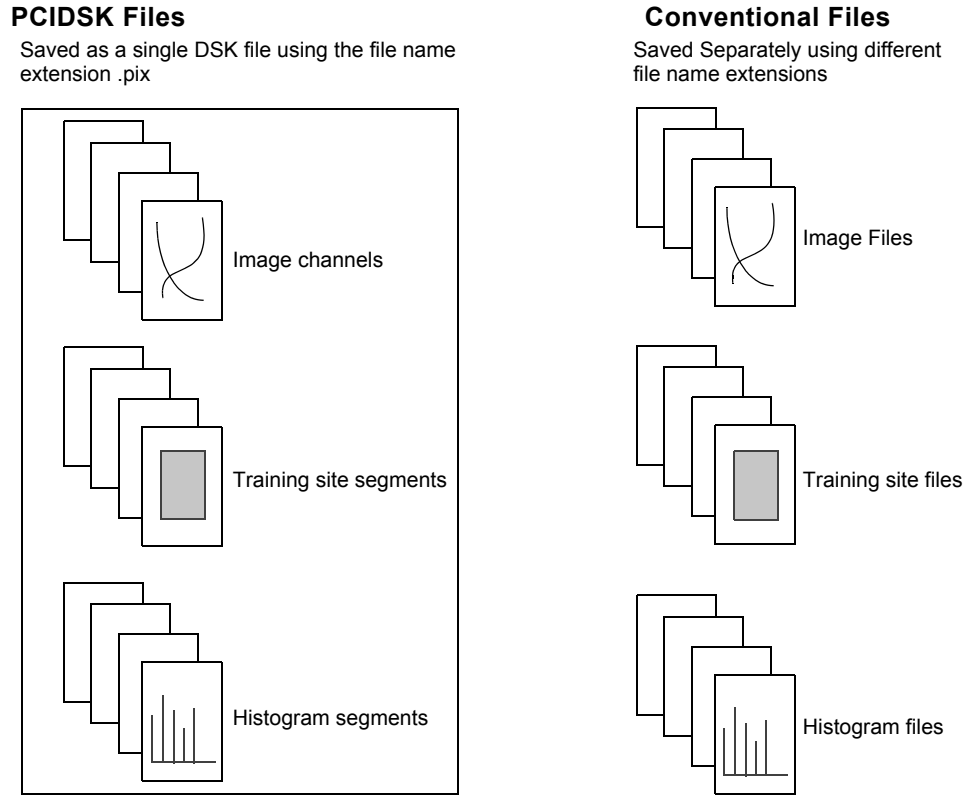 PCIDSK Files
Saved as a single DSK file using the file name
extension .pix
Image channels
Training site segments
Histogram segments
Conventional Files
Saved Separately using different
file name extensions
Image Files
Training site files
Histogram files